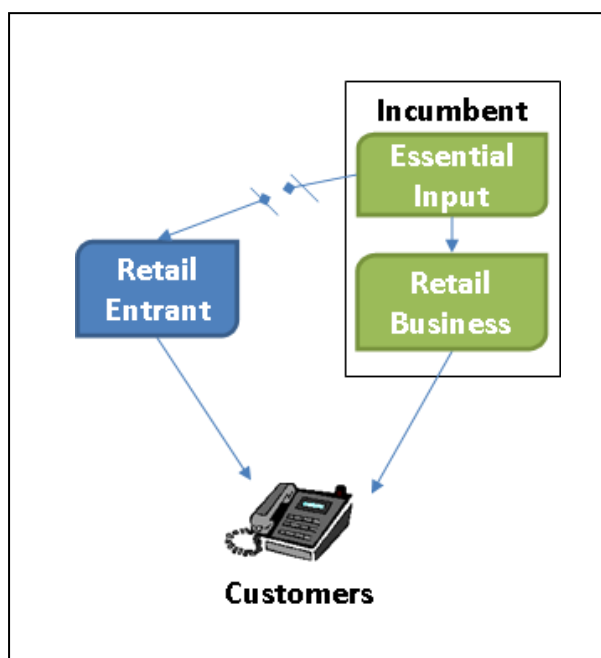 Incumbent
Essential
Input
Retail
Entrant
Retail
Business
Customers